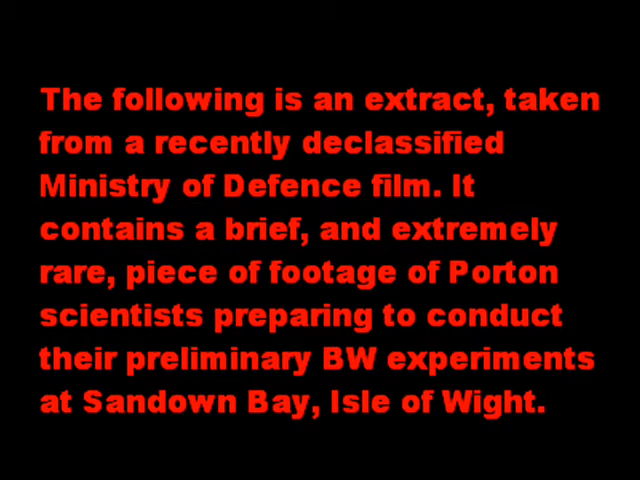 The following is an extract, taken
from a recently declassified
Ministry of Defence film. It
contains a brief, and extremely
rare, piece of footage of Porton
scientists preparing to conduct
their preliminary BW experiments
at Sandown Bay, Isle of Wight.